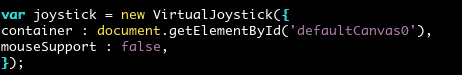 var joystick = new VirtualJoystick({
container : document.getElementById('defaultCanvas0'),
mouseSupport : false,
});